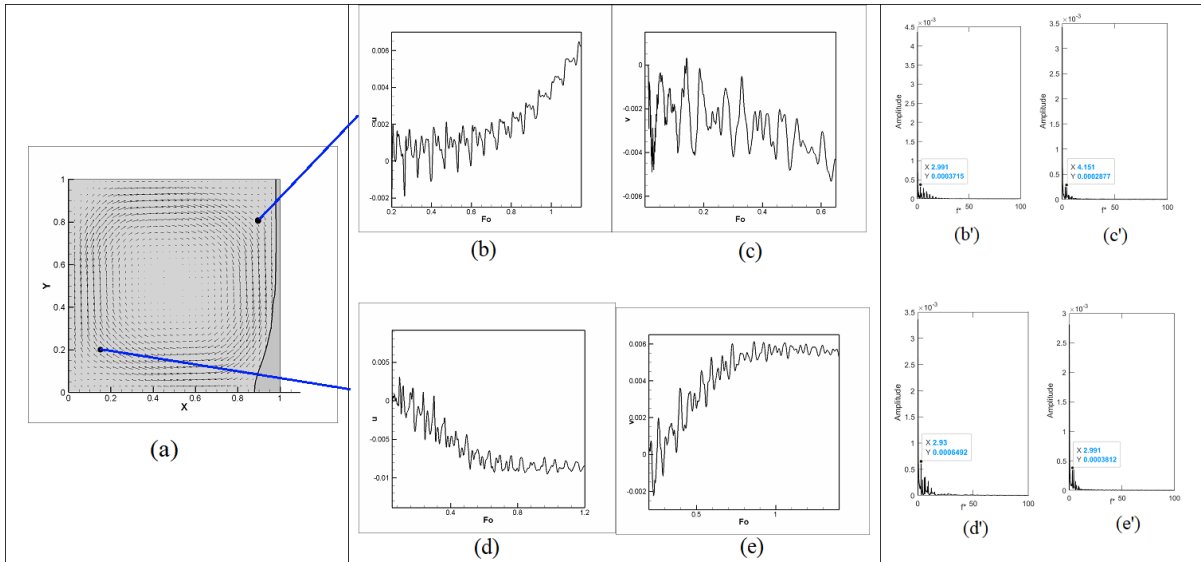 1
0.8
0.6
Y
0.4
0.2
0
0
0.2
0.4
0.6
0.8
1
X
(a)
0.006
0.004
0.002
0
-0.002
u
0.2
0.4
0.6
0.8
1
Fo
(b)
0
-0.002
-0.004
-0.006
v
0.2
0.4
0.6
Fo
(c)
0.005
0
-0.005
-0.01
u
0.4
0.8
1.2
Fo
(d)
0.006
0.004
0.002
0
-0.002
v
0.5
1
Fo
(e)
×10⁻³
4.5
4
3.5
3
2.5
2
1.5
1
0.5
0
Amplitude
X 2.991
Y 0.0003715
0
50
100
f*
(b')
×10⁻³
3.5
3
2.5
2
1.5
1
0.5
0
Amplitude
X 4.151
Y 0.0002877
0
50
100
f*
(c')
×10⁻³
3.5
3
2.5
2
1.5
1
0.5
0
Amplitude
X 2.93
Y 0.0006492
0
50
100
f*
(d')
×10⁻³
3
2.5
2
1.5
1
0.5
0
Amplitude
X 2.991
Y 0.0003812
0
50
100
f*
(e')